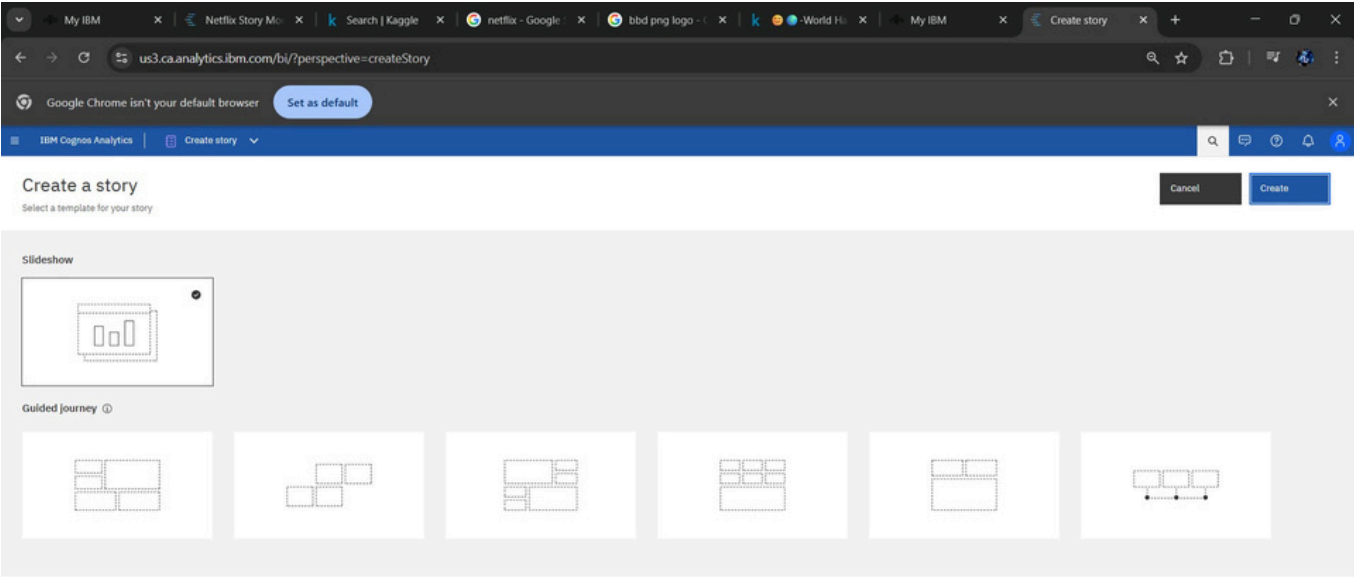 My IBM
Netflix Story Mo
Search | Kaggle
netflix - Google
bbd png logo -
-World Ha
My IBM
Create story
us3.ca.analytics.ibm.com/bi/?perspective=createStory
Google Chrome isn't your default browser
Set as default
IBM Cognos Analytics
Create story
Create a story
Select a template for your story
Cancel
Create
Slideshow
Guided journey